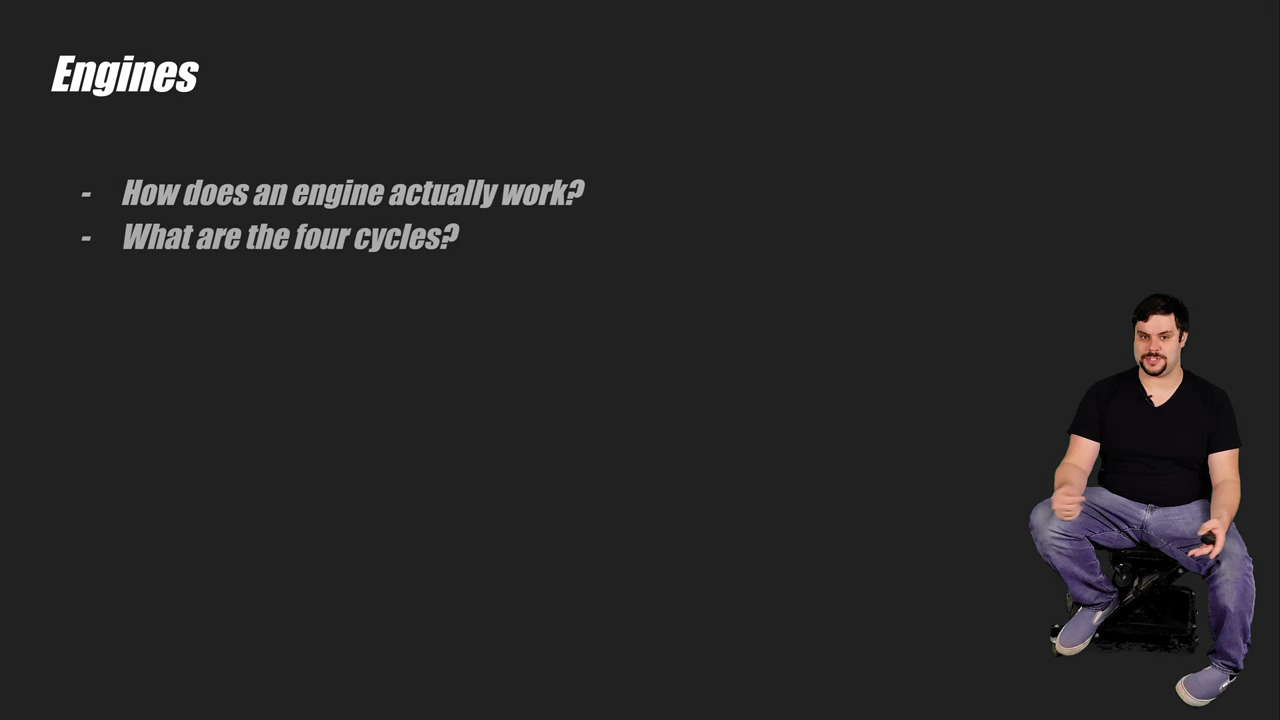 Engines
- How does an engine actually work?
- What are the four cycles?